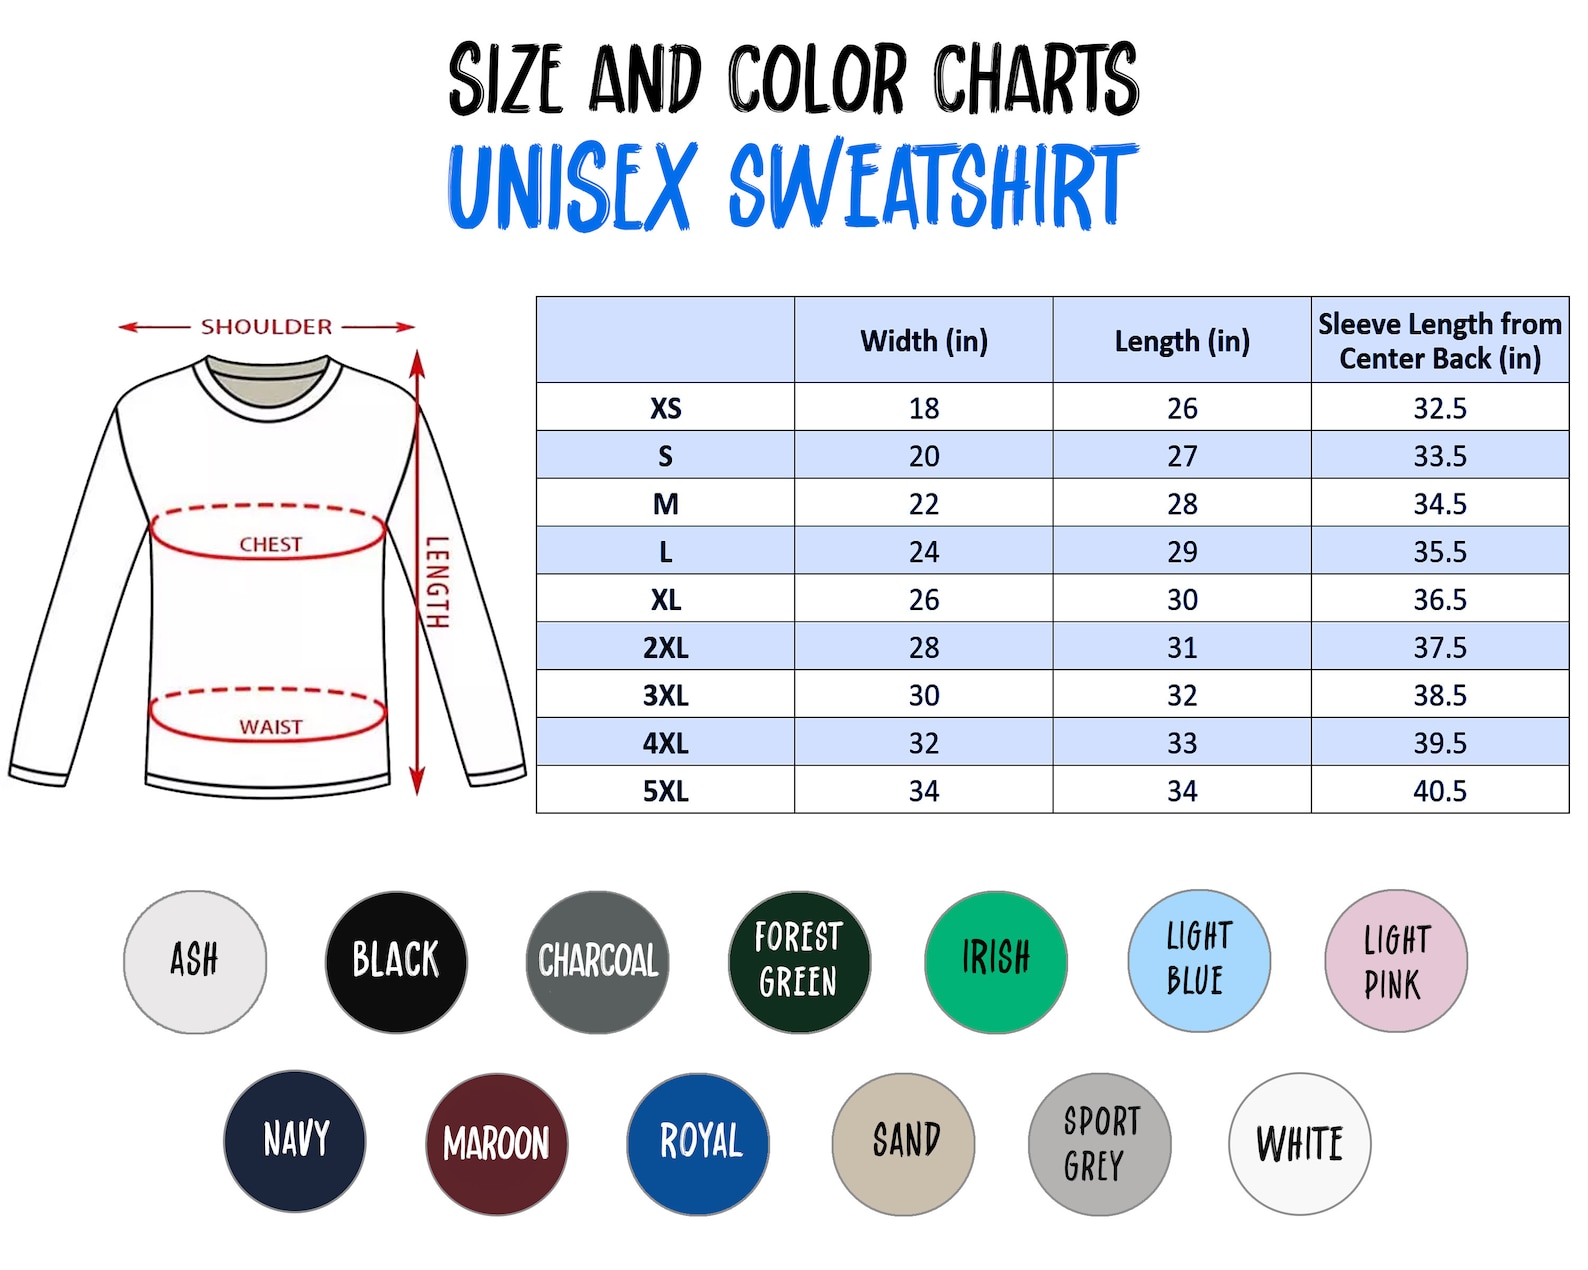 SIZE AND COLOR CHARTS
UNISEX SWEATSHIRT
SHOULDER
CHEST
LENGTH
WAIST
Width (in) Length (in) Sleeve Length from
Center Back (in)
XS 18 26 32.5
S 20 27 33.5
M 22 28 34.5
L 24 29 35.5
XL 26 30 36.5
2XL 28 31 37.5
3XL 30 32 38.5
4XL 32 33 39.5
5XL 34 34 40.5
ASH
BLACK
CHARCOAL
FOREST
GREEN
IRISH
LIGHT
BLUE
LIGHT
PINK
NAVY
MAROON
ROYAL
SAND
SPORT
GREY
WHITE